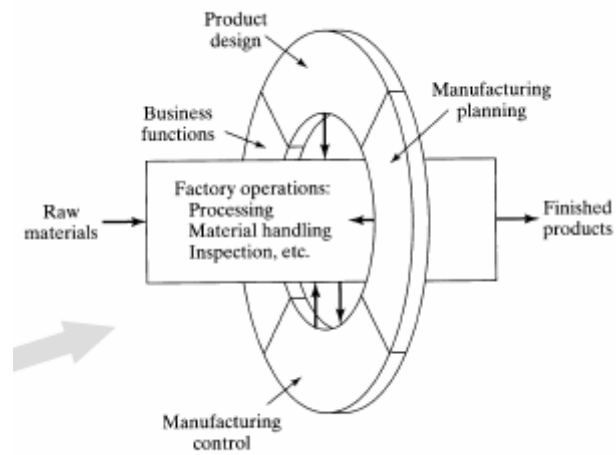 Product
design
Manufacturing
planning
Business
functions
Factory operations:
Processing
Material handling
Inspection, etc.
Raw
materials
Finished
products
Manufacturing
control